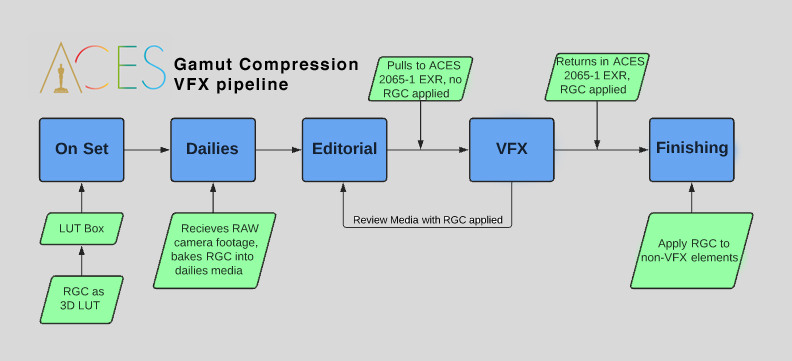 ACES
Gamut Compression
VFX pipeline
Pulls to ACES
2065-1 EXR, no
RGC applied
Returns in ACES
2065-1 EXR,
RGC applied
On Set
Dailies
Editorial
VFX
Finishing
Review Media with RGC applied
LUT Box
RGC as
3D LUT
Recieves RAW
camera footage,
bakes RGC into
dailies media
Apply RGC to
non-VFX elements